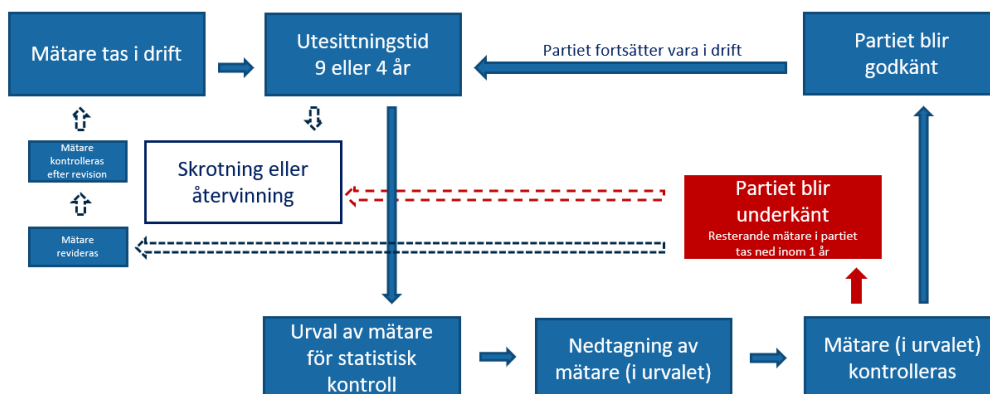 Mätare tas i drift
Utesittningstid
9 eller 4 år
Partiet fortsätter vara i drift
Partiet blir
godkänt
Mätare
kontrolleras
efter revision
Skrotning eller
återvinning
Partiet blir
underkänt
Resterande mätare i partiet
tas ned inom 1 år
Mätare
revideras
Urval av mätare
för statistisk
kontroll
Nedtagning av
mätare (i urvalet)
Mätare (i urvalet)
kontrolleras